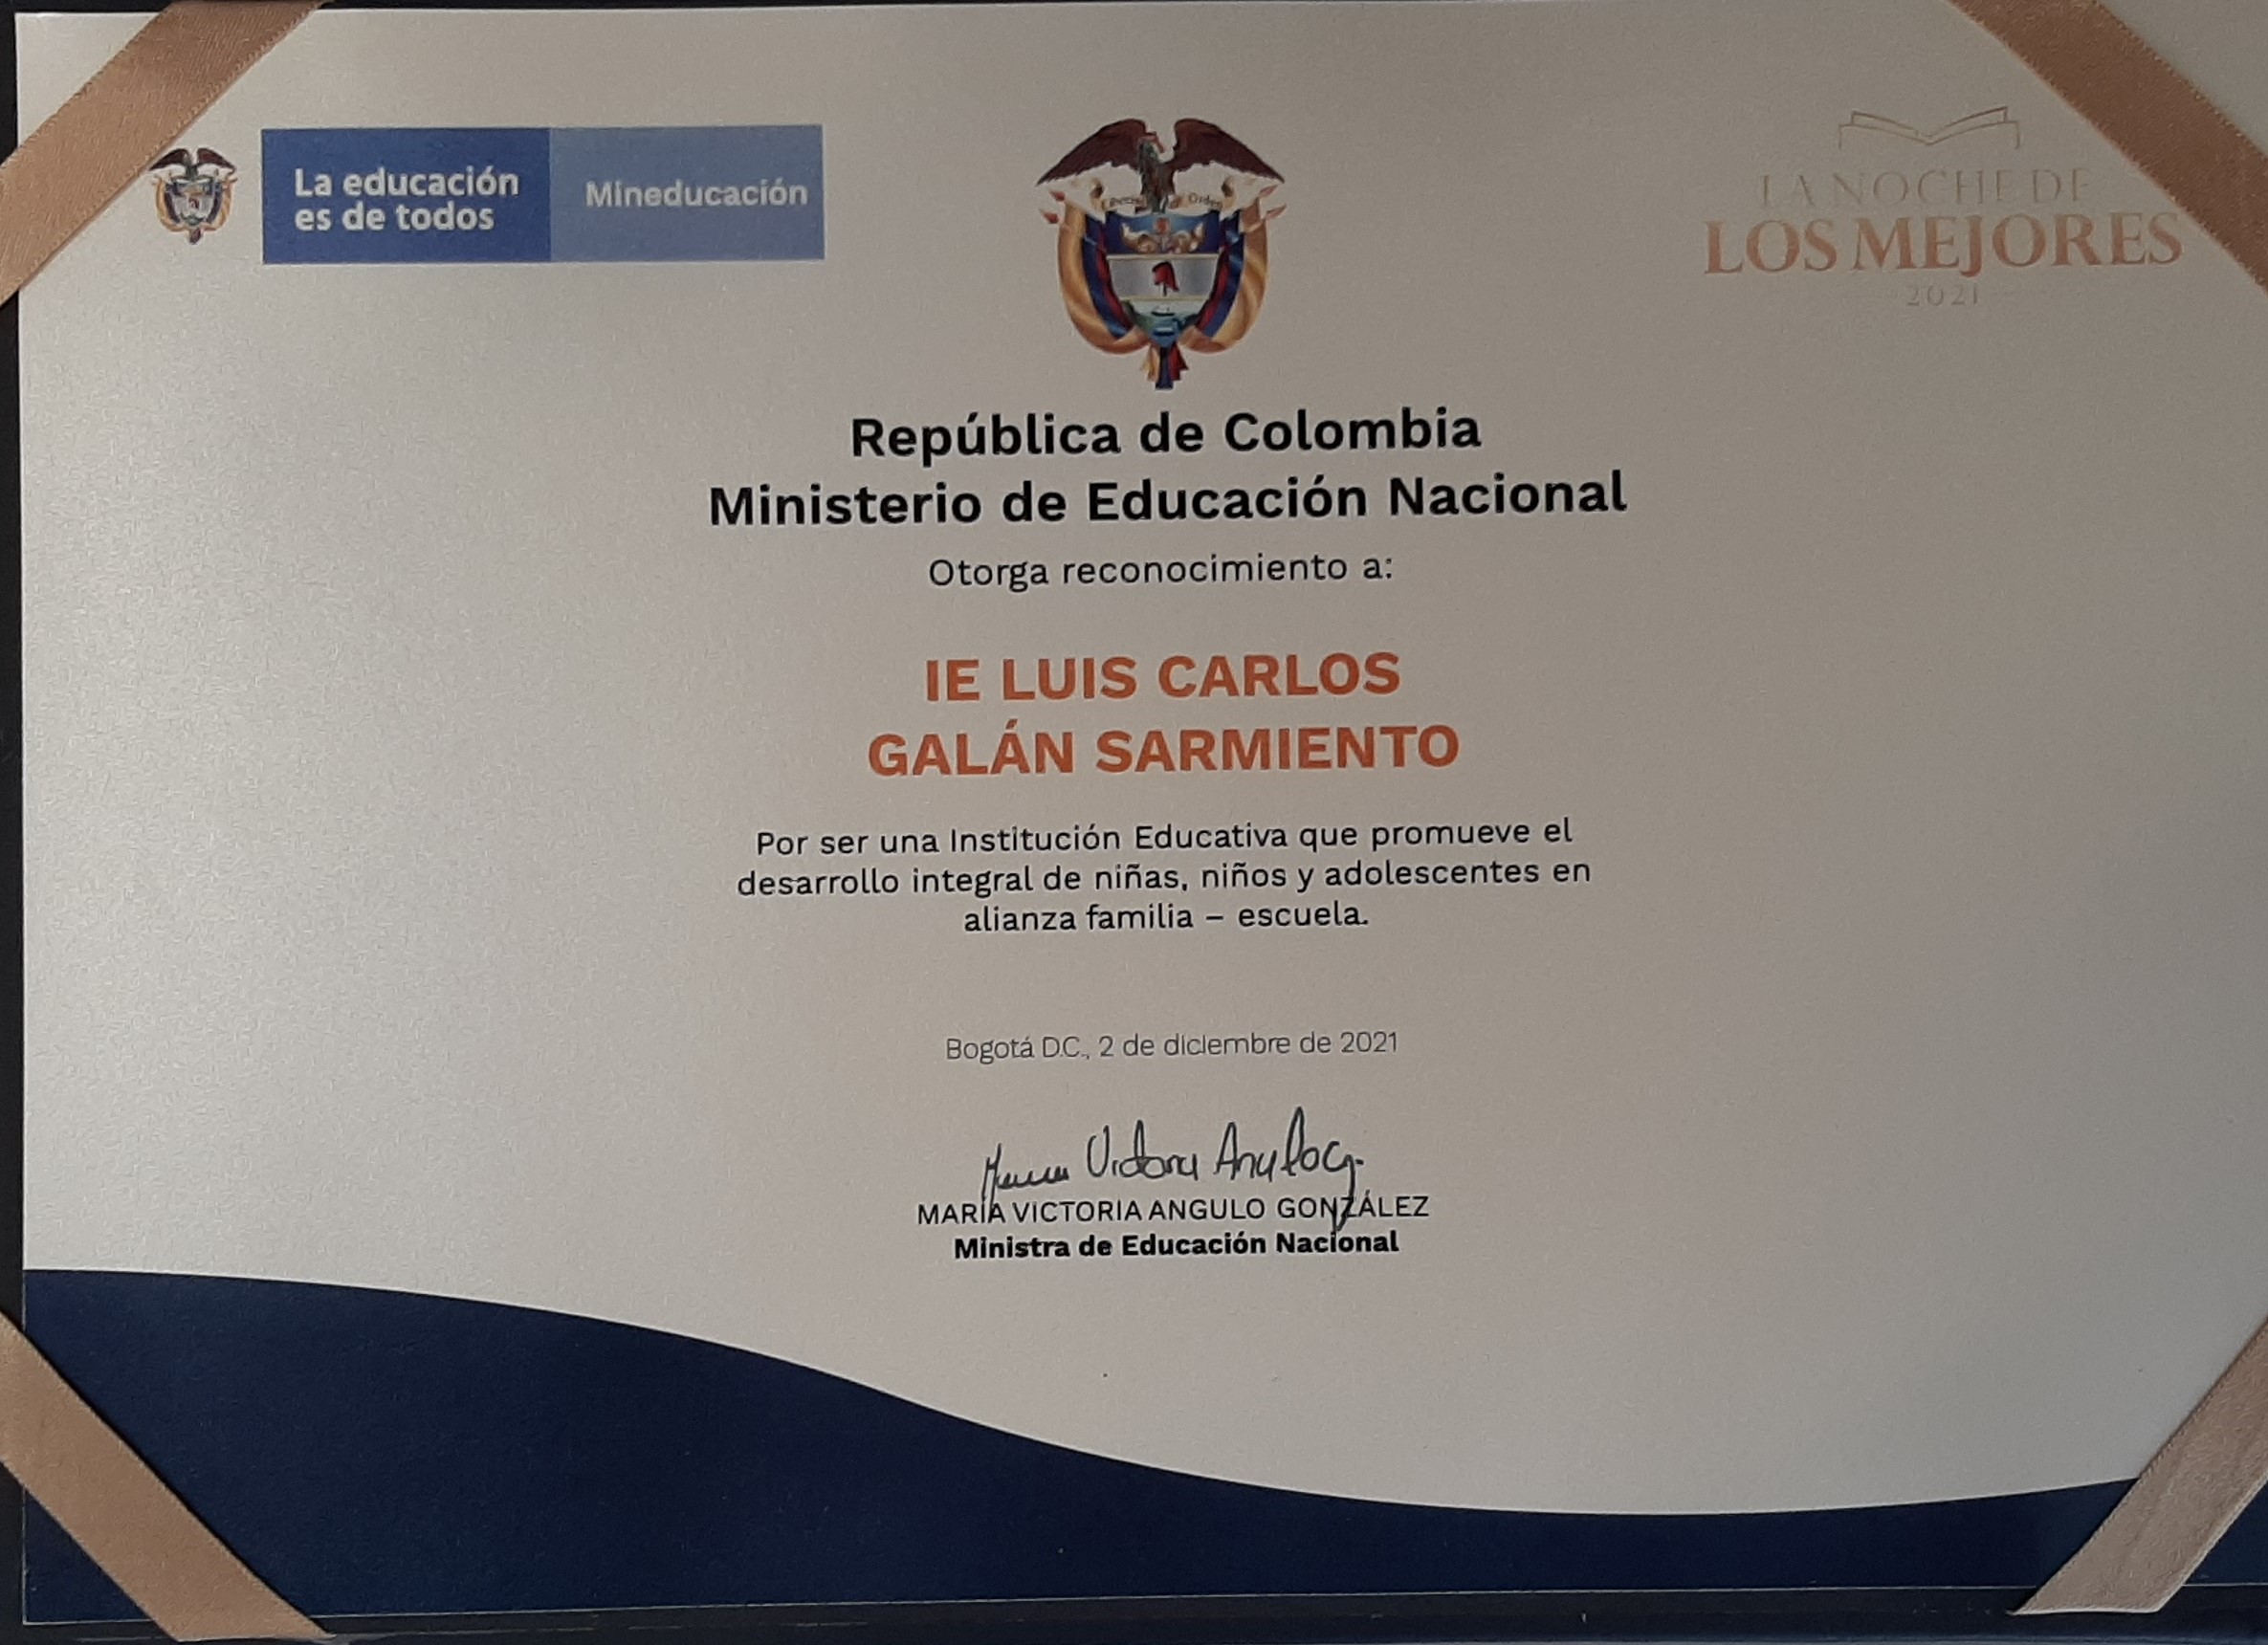 La educación
es de todos
Mineducación
LA NOCHE DE
LOS MEJORES
2021
República de Colombia
Ministerio de Educación Nacional
Otorga reconocimiento a:
IE LUIS CARLOS
GALÁN SARMIENTO
Por ser una Institución Educativa que promueve el
desarrollo integral de niñas, niños y adolescentes en
alianza familia – escuela.
Bogotá D.C., 2 de diciembre de 2021
MARÍA VICTORIA ANGULO GONZÁLEZ
Ministra de Educación Nacional